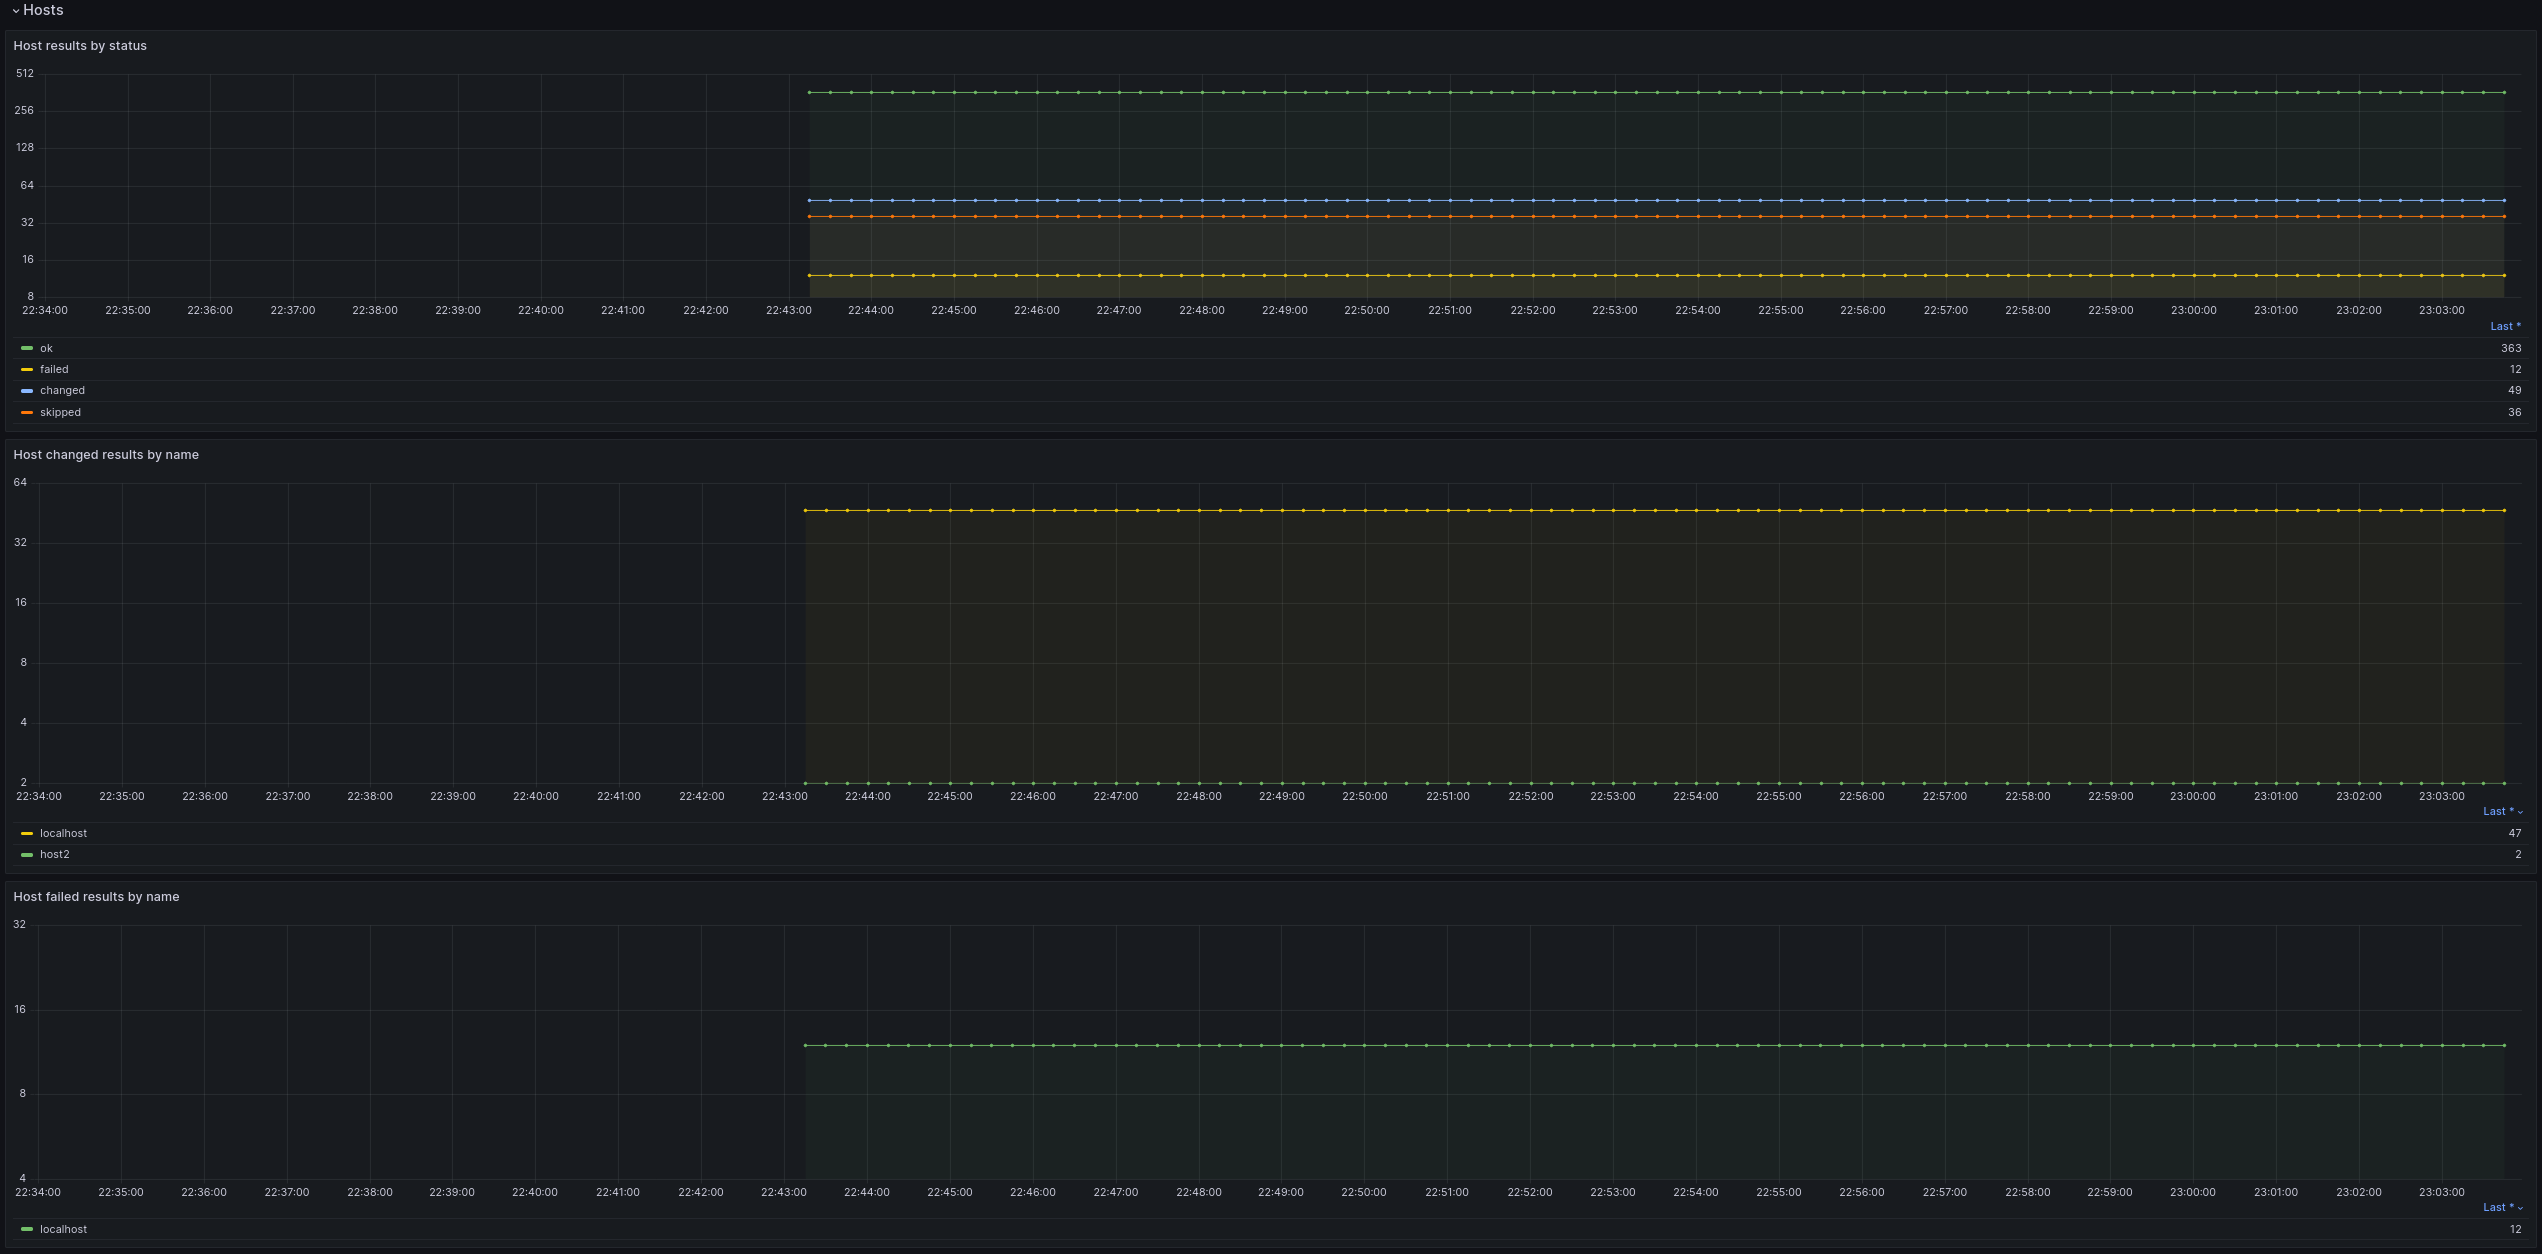 Hosts
Host results by status
512
256
128
64
32
16
8
22:34:00 22:35:00 22:36:00 22:37:00 22:38:00 22:39:00 22:40:00 22:41:00 22:42:00 22:43:00 22:44:00 22:45:00 22:46:00 22:47:00 22:48:00 22:49:00 22:50:00 22:51:00 22:52:00 22:53:00 22:54:00 22:55:00 22:56:00 22:57:00 22:58:00 22:59:00 23:00:00 23:01:00 23:02:00 23:03:00
Last *
ok 363
failed 12
changed 49
skipped 36
Host changed results by name
64
32
16
8
4
2
22:34:00 22:35:00 22:36:00 22:37:00 22:38:00 22:39:00 22:40:00 22:41:00 22:42:00 22:43:00 22:44:00 22:45:00 22:46:00 22:47:00 22:48:00 22:49:00 22:50:00 22:51:00 22:52:00 22:53:00 22:54:00 22:55:00 22:56:00 22:57:00 22:58:00 22:59:00 23:00:00 23:01:00 23:02:00 23:03:00
Last *
localhost 47
host2 2
Host failed results by name
32
16
8
4
22:34:00 22:35:00 22:36:00 22:37:00 22:38:00 22:39:00 22:40:00 22:41:00 22:42:00 22:43:00 22:44:00 22:45:00 22:46:00 22:47:00 22:48:00 22:49:00 22:50:00 22:51:00 22:52:00 22:53:00 22:54:00 22:55:00 22:56:00 22:57:00 22:58:00 22:59:00 23:00:00 23:01:00 23:02:00 23:03:00
Last *
localhost 12